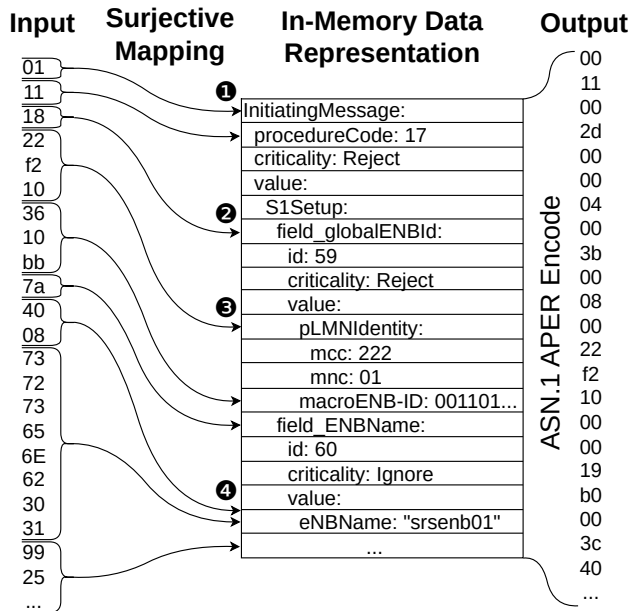 Input
Surjective Mapping
In-Memory Data Representation
Output
01
11
18
22
f2
10
36
10
bb
7a
40
08
73
72
73
65
6E
62
30
31
99
25
...
❶
❷
❸
❹
InitiatingMessage:
procedureCode: 17
criticality: Reject
value:
S1Setup:
field_globalENBId:
id: 59
criticality: Reject
value:
pLMNIdentity:
mcc: 222
mnc: 01
macroENB-ID: 001101...
field_ENBName:
id: 60
criticality: Ignore
value:
eNBName: "srsenb01"
...
ASN.1 APER Encode
00
11
00
2d
00
00
04
00
3b
00
08
00
22
f2
10
00
00
19
b0
00
3c
40
...